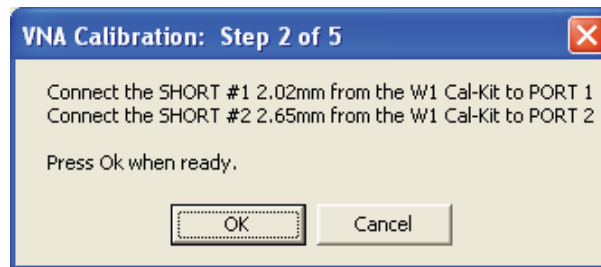 VNA Calibration: Step 2 of 5
Connect the SHORT #1 2.02mm from the W1 Cal-Kit to PORT 1
Connect the SHORT #2 2.65mm from the W1 Cal-Kit to PORT 2
Press Ok when ready.
OK Cancel